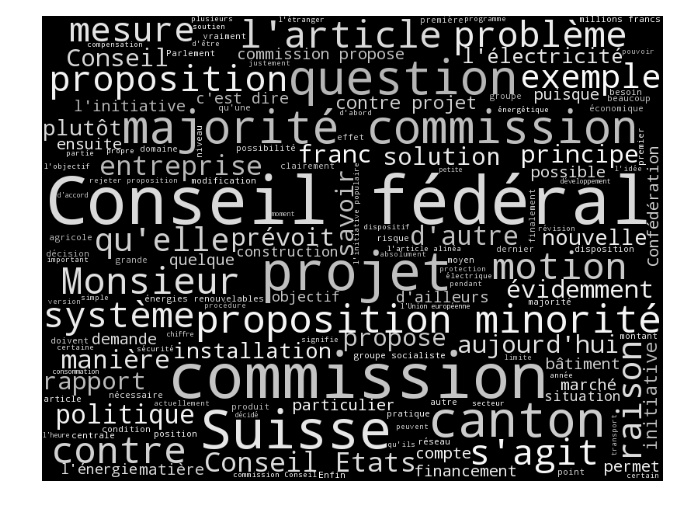 plusieurs l'étranger première programme millions francs
mesure l'article problème
soutien vraiment pouvoir
compensation d'être Parlement commission propose l'électricité
Conseil justement
proposition question exemple
c'est dire groupe puisque besoin beaucoup
l'initiative qu'une contre projet énergétique économique
d'abord
plutôt majorité commission
ensuite niveau possibilité effet premier
partie propre domaine clairement franc solution principe
l'objectif entreprise petite possible l'idée
rejeter proposition modification savoir développement
d'accord Conseil fédéral Confédération
moment l'initiative populaire dispositif finalement révision
agricole qu'elle prévoit risque d'autre nouvelle
décision construction l'article alinéa dernier disposition
important grande quelque absolument moyen
Monsieur projet protection électrique motion
version simple énergies renouvelables objectif d'ailleurs pendant évidemment
procédure l'Union européenne majorité
système chiffre proposition minorité
doivent demande signifie propose aujourd'hui montant
certaine sécurité installation groupe socialiste limite bâtiment
manière
consommation commission année
rapport nécessaire marché raison initiative
article actuellement produit particulier autre secteur situation
politique décidé pratique canton
condition Suisse peuvent transport
l'heure centrale position qu'ils réseau s'agit
contre compte
l'énergie matière Conseil Etats financement point permet
commission Conseil Enfin certain